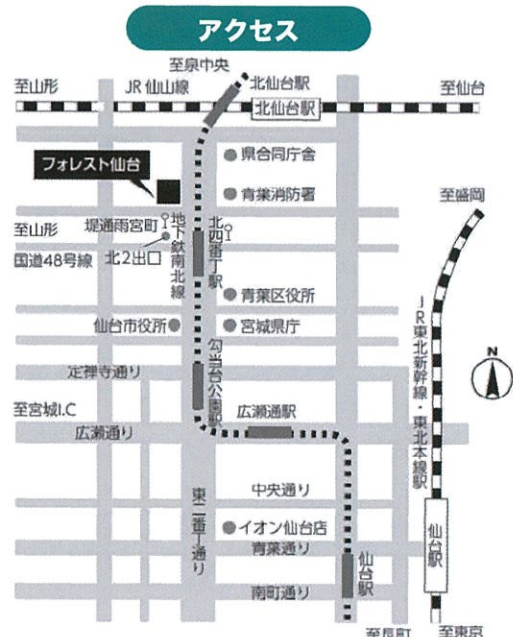 アクセス
至泉中央
北仙台駅
至山形
JR 仙山線
至仙台
北仙台駅
県合同庁舎
フォレスト仙台
青葉消防署
至盛岡
堤通雨宮町
地下鉄南北線
北四番丁駅
至山形
国道48号線
北2出口
青葉区役所
仙台市役所
宮城県庁
JR東北新幹線・東北本線駅
N
勾当台公園駅
定禅寺通り
至宮城I.C
広瀬通駅
広瀬通り
中央通り
東二番丁通り
イオン仙台店
青葉通り
仙台駅
仙台駅
南町通り
至長町
至東京